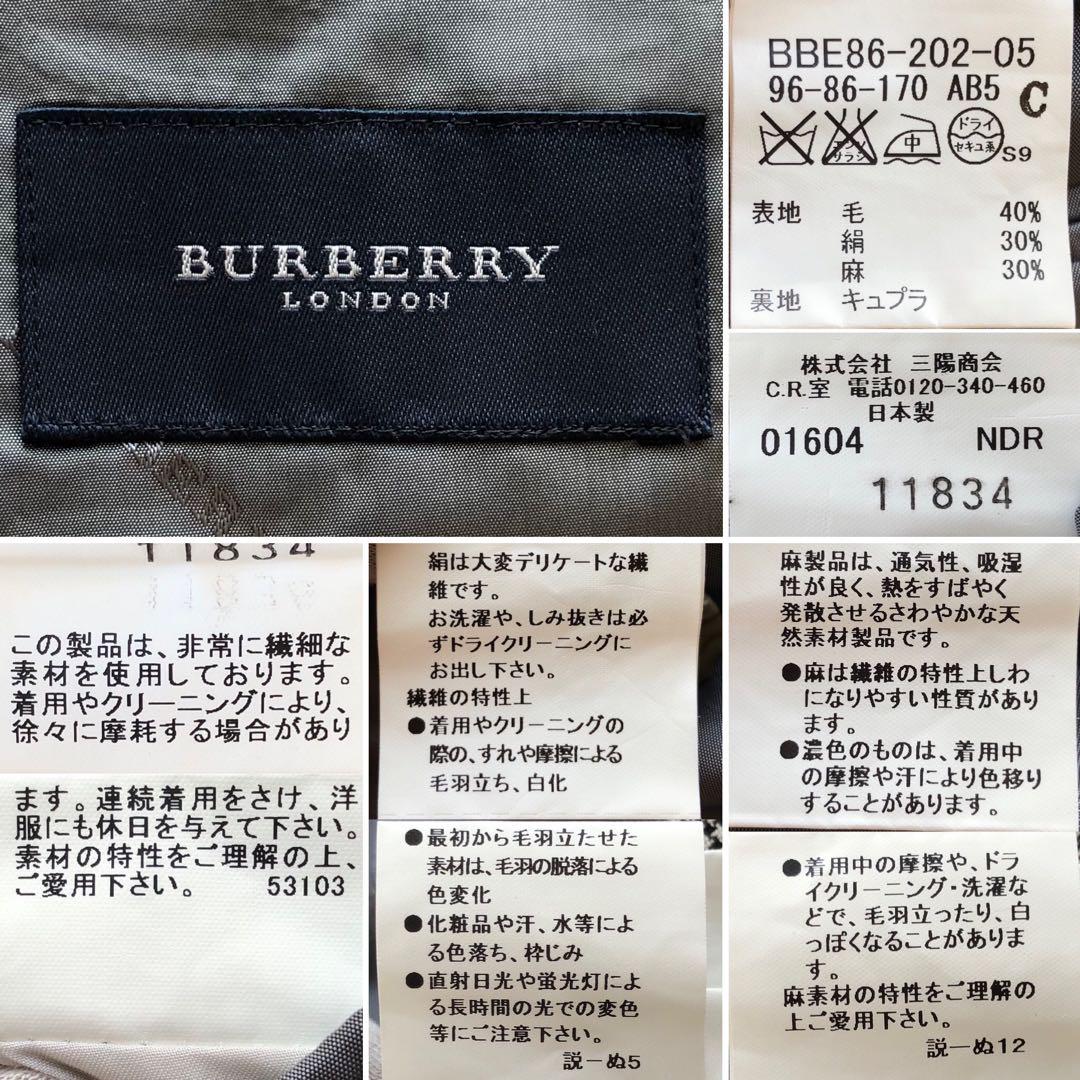 BURBERRY
LONDON
BBE86-202-05
96-86-170 AB5 C
ドライ
エンソ
サラシ
中
セキユ系
S9
表地 毛 40%
絹 30%
麻 30%
裏地 キュプラ
株式会社 三陽商会
C.R.室 電話0120-340-460
日本製
01604 NDR
11834
11834
この製品は、非常に繊細な
素材を使用しております。
着用やクリーニングにより、
徐々に摩耗する場合があり
ます。連続着用をさけ、洋
服にも休日を与えて下さい。
素材の特性をご理解の上、
ご愛用下さい。 53103
絹は大変デリケートな繊
維です。
お洗濯や、しみ抜きは必
ずドライクリーニングに
お出し下さい。
繊維の特性上
●着用やクリーニングの
際の、すれや摩擦による
毛羽立ち、白化
●最初から毛羽立たせた
素材は、毛羽の脱落による
色変化
●化粧品や汗、水等によ
る色落ち、枠じみ
●直射日光や蛍光灯によ
る長時間の光での変色
等にご注意下さい。
説ーぬ5
麻製品は、通気性、吸湿
性が良く、熱をすばやく
発散させるさわやかな天
然素材製品です。
●麻は繊維の特性上しわ
になりやすい性質があり
ます。
●濃色のものは、着用中
の摩擦や汗により色移り
することがあります。
●着用中の摩擦や、ドラ
イクリーニング・洗濯な
どで、毛羽立ったり、白
っぽくなることがありま
す。
麻素材の特性をご理解の
上ご愛用下さい。
説ーぬ12